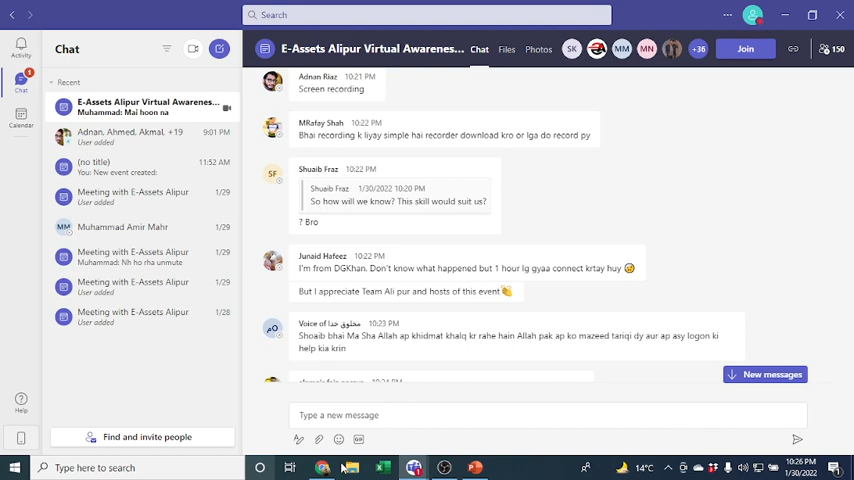 Search
Activity
1
Chat
Calendar
Help
Chat
Recent
E-Assets Alipur Virtual Awarenes...
Muhammad: Mai hoon na
Adnan, Ahmed, Akmal, +19
9:01 PM
User added
(no title)
11:52 AM
You: New event created:
Meeting with E-Assets Alipur
1/29
User added
MM
Muhammad Amir Mahr
1/29
Meeting with E-Assets Alipur
1/29
Muhammad: Nh ho rha unmute
Meeting with E-Assets Alipur
1/29
User added
Meeting with E-Assets Alipur
1/28
User added
Find and invite people
E-Assets Alipur Virtual Awarenes...
Chat
Files
Photos
SK
MM
MN
+36
Join
150
Adnan Riaz 10:21 PM
Screen recording
MRafay Shah 10:22 PM
Bhai recording k liyay simple hai recorder download kro or lga do record py
SF
Shuaib Fraz 10:22 PM
Shuaib Fraz 1/30/2022 10:20 PM
So how will we know? This skill would suit us?
? Bro
Junaid Hafeez 10:22 PM
I'm from DGKhan. Don't know what happened but 1 hour lg gyaa connect krtay huy
But I appreciate Team Ali pur and hosts of this event
Voice of مخلوق خدا 10:23 PM
Shoaib bhai Ma Sha Allah ap khidmat khalq kr rahe hain Allah pak ap ko mazeed tariqi dy aur ap asy logon ki
help kia krin
New messages
Type a new message
Type here to search
14°C
10:26 PM
1/30/2022